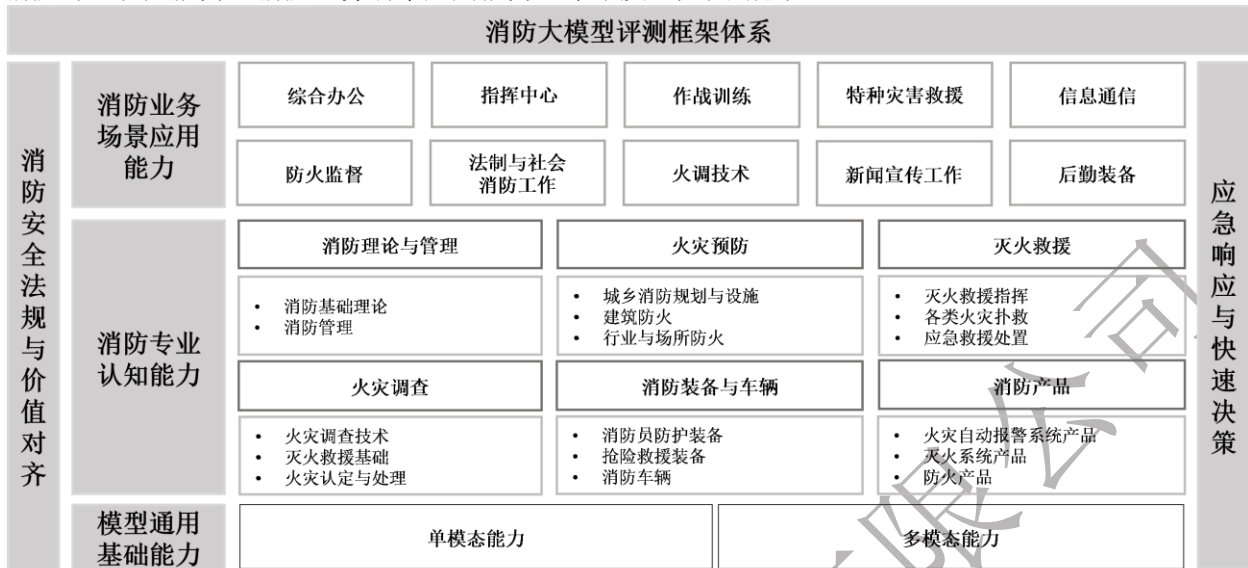 消防大模型评测框架体系
消防安全法规与价值对齐
消防业务
场景应用
能力
综合办公
指挥中心
作战训练
特种灾害救援
信息通信
防火监督
法制与社会
消防工作
火调技术
新闻宣传工作
后勤装备
消防专业
认知能力
消防理论与管理
火灾预防
灭火救援
• 消防基础理论
• 消防管理
• 城乡消防规划与设施
• 建筑防火
• 行业与场所防火
• 灭火救援指挥
• 各类火灾扑救
• 应急救援处置
火灾调查
消防装备与车辆
消防产品
• 火灾调查技术
• 灭火救援基础
• 火灾认定与处理
• 消防员防护装备
• 抢险救援装备
• 消防车辆
• 火灾自动报警系统产品
• 灭火系统产品
• 防火产品
模型通用
基础能力
单模态能力
多模态能力
应急响应与快速决策
限公司